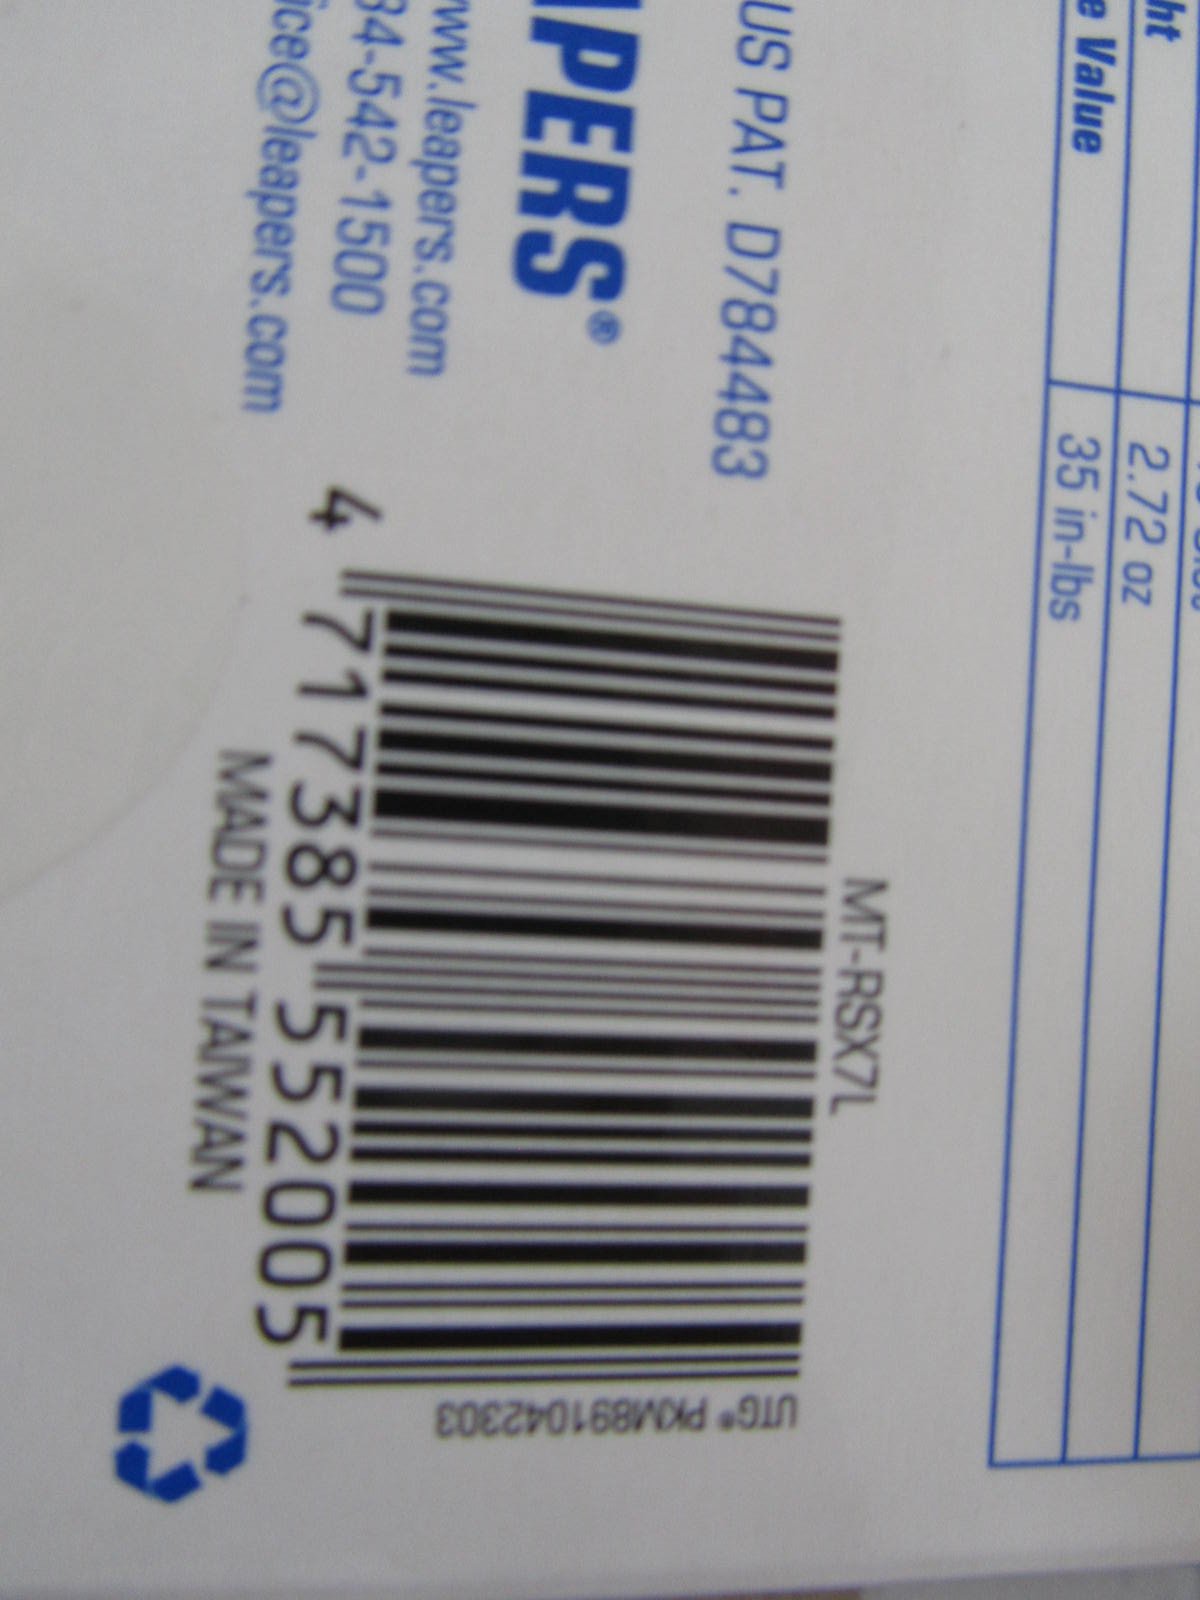 ht
2.72 oz
e Value
35 in-lbs
US PAT. D784483
APERS®
www.leapers.com
34-542-1500
ice@leapers.com
MT-RSX7L
4 717385 552005
MADE IN TAIWAN
UTG® PKM891042303